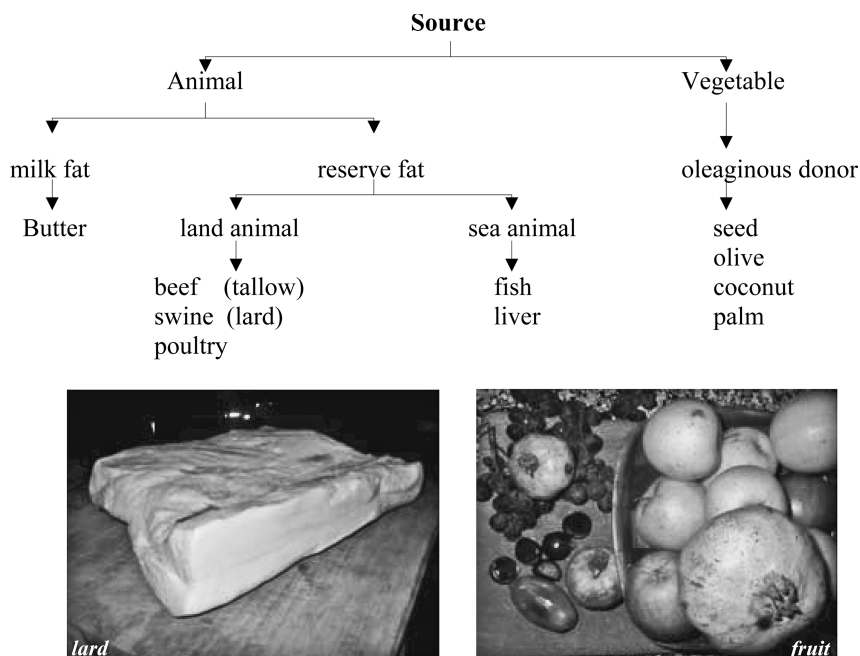 Source
Animal Vegetable
milk fat reserve fat oleaginous donor
Butter land animal sea animal seed
olive
beef (tallow) fish coconut
swine (lard) liver palm
poultry
lard fruit